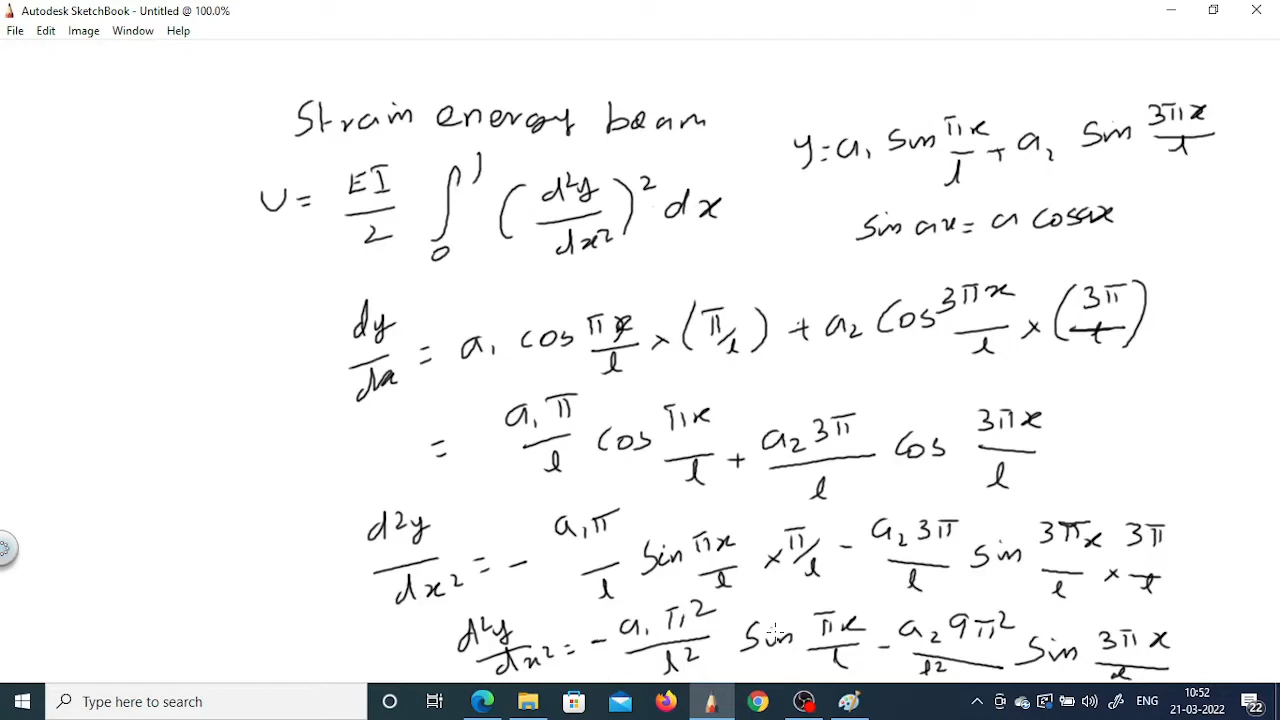 Autodesk SketchBook - Untitled @ 100.0%
File Edit Image Window Help
Strain energy beam
y = a₁ sin πx/l + a₂ sin 3πx/l
U = EI/2 ∫₀ˡ (d²y/dx²)² dx
sin ax = a cos ax
dy/dx = a₁ cos πx/l × (π/l) + a₂ cos 3πx/l × (3π/l)
= a₁π/l cos πx/l + a₂3π/l cos 3πx/l
d²y/dx² = - a₁π/l sin πx/l × π/l - a₂3π/l sin 3πx/l × 3π/l
d²y/dx² = - a₁π²/l² sin πx/l - a₂9π²/l² sin 3πx/l
Type here to search
ENG
10:52
21-03-2022
22